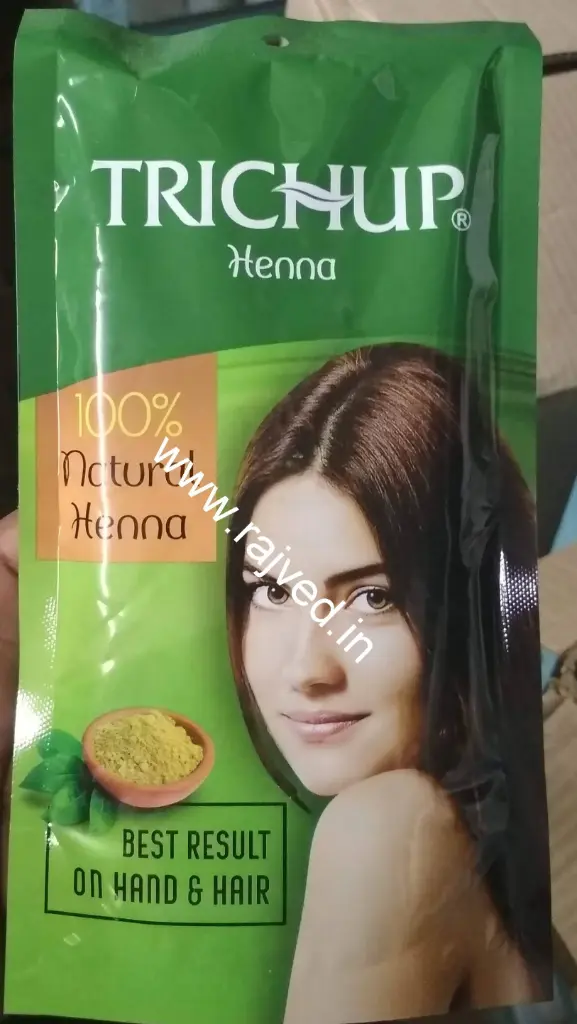 TRICHUP®
Henna
100%
Natural
Henna
www.rajved.in
BEST RESULT
ON HAND & HAIR